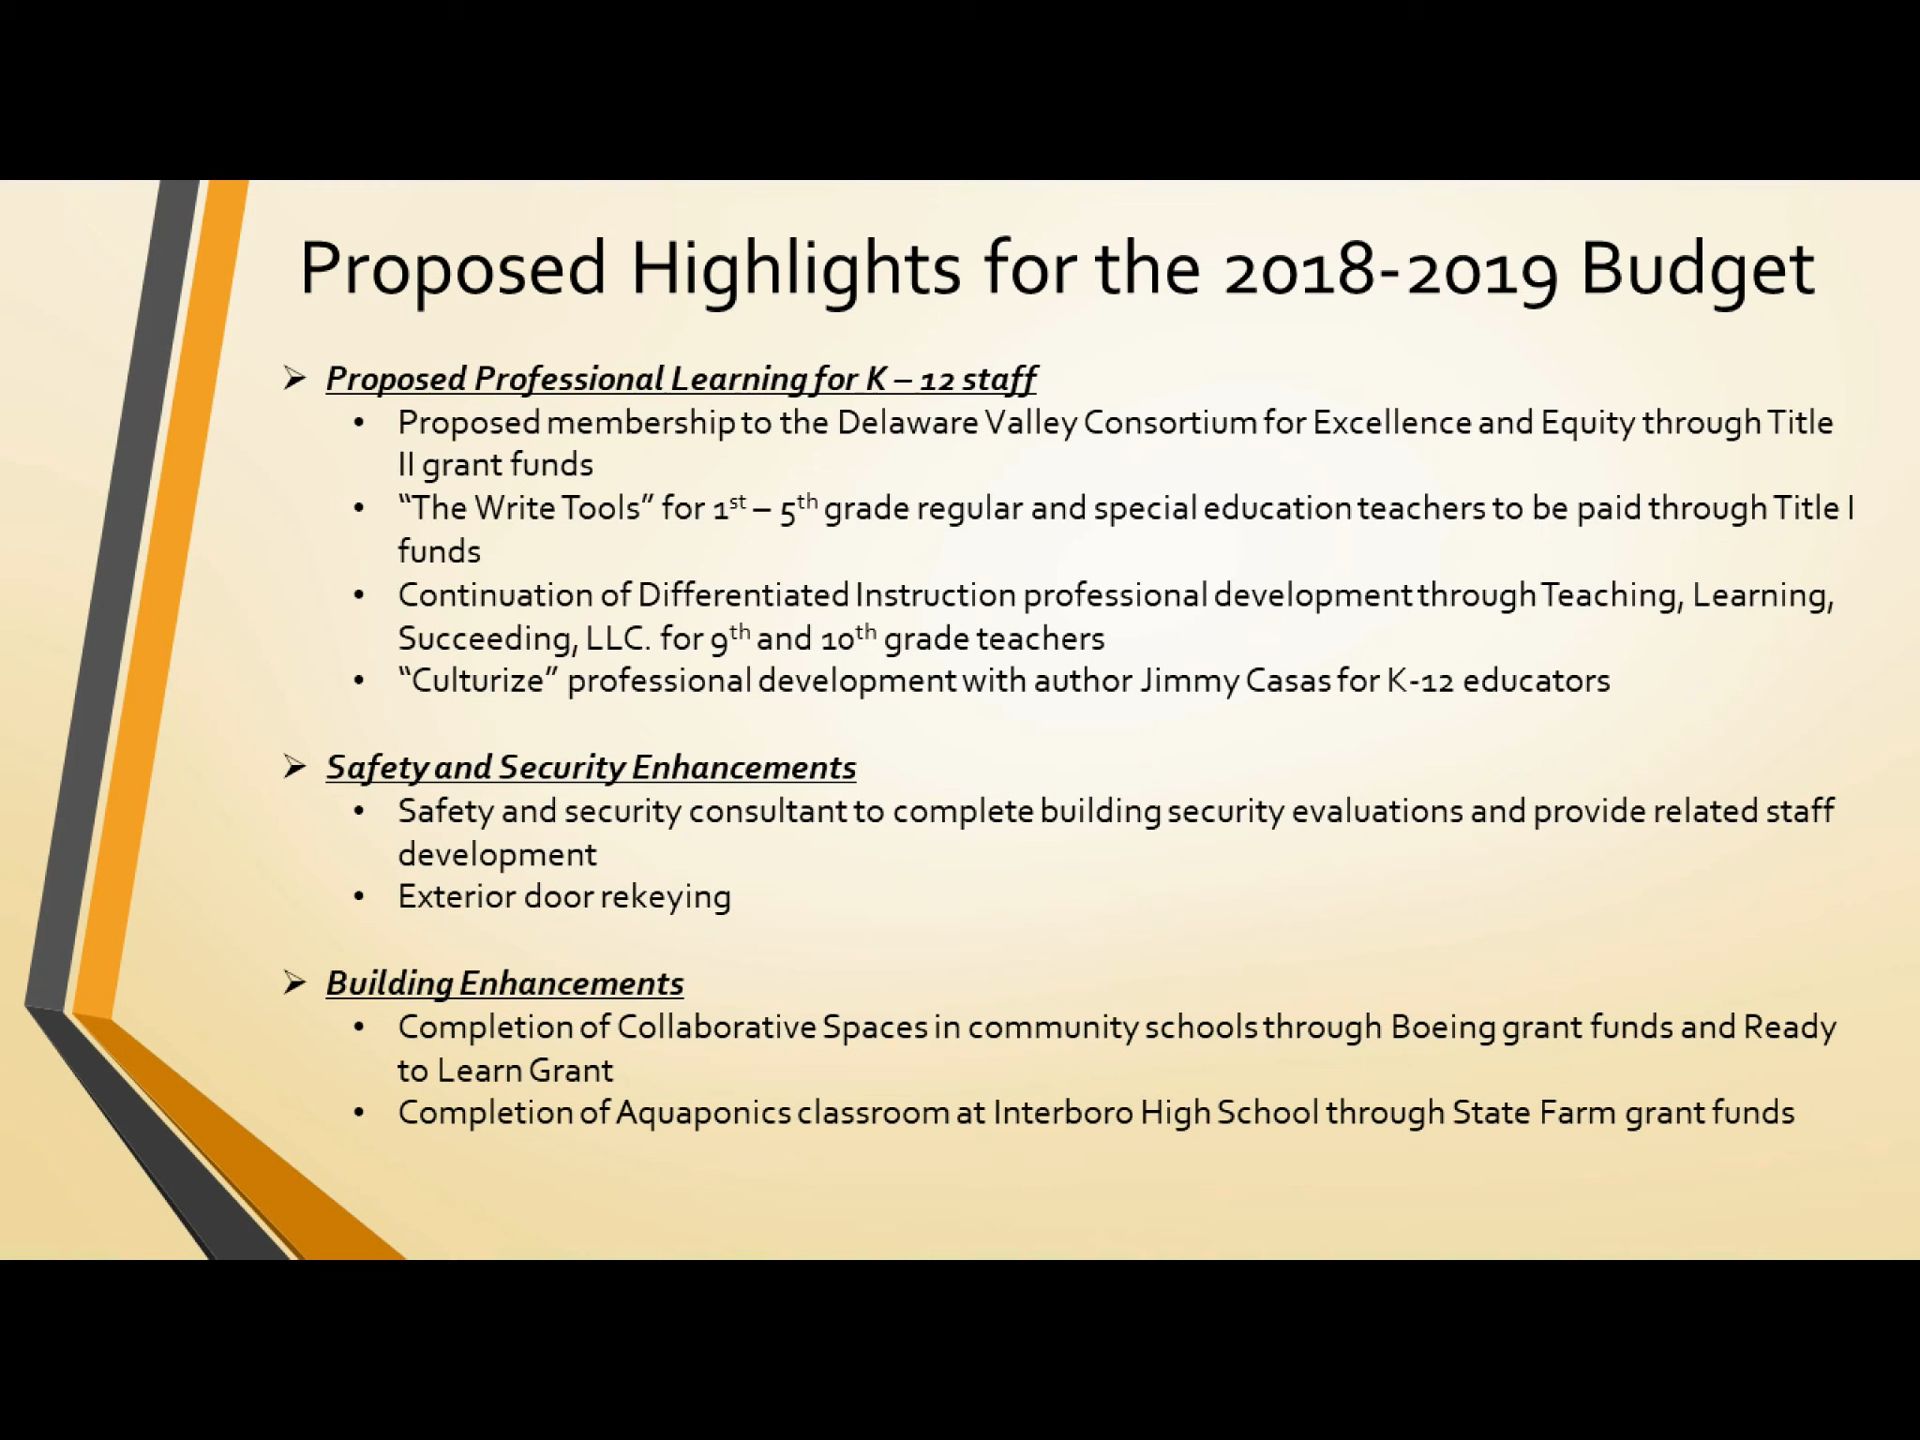 Proposed Highlights for the 2018-2019 Budget
➢ Proposed Professional Learning for K – 12 staff
• Proposed membership to the Delaware Valley Consortium for Excellence and Equity through Title
II grant funds
• “The Write Tools” for 1st – 5th grade regular and special education teachers to be paid through Title I
funds
• Continuation of Differentiated Instruction professional development through Teaching, Learning,
Succeeding, LLC. for 9th and 10th grade teachers
• “Culturize” professional development with author Jimmy Casas for K-12 educators
➢ Safety and Security Enhancements
• Safety and security consultant to complete building security evaluations and provide related staff
development
• Exterior door rekeying
➢ Building Enhancements
• Completion of Collaborative Spaces in community schools through Boeing grant funds and Ready
to Learn Grant
• Completion of Aquaponics classroom at Interboro High School through State Farm grant funds